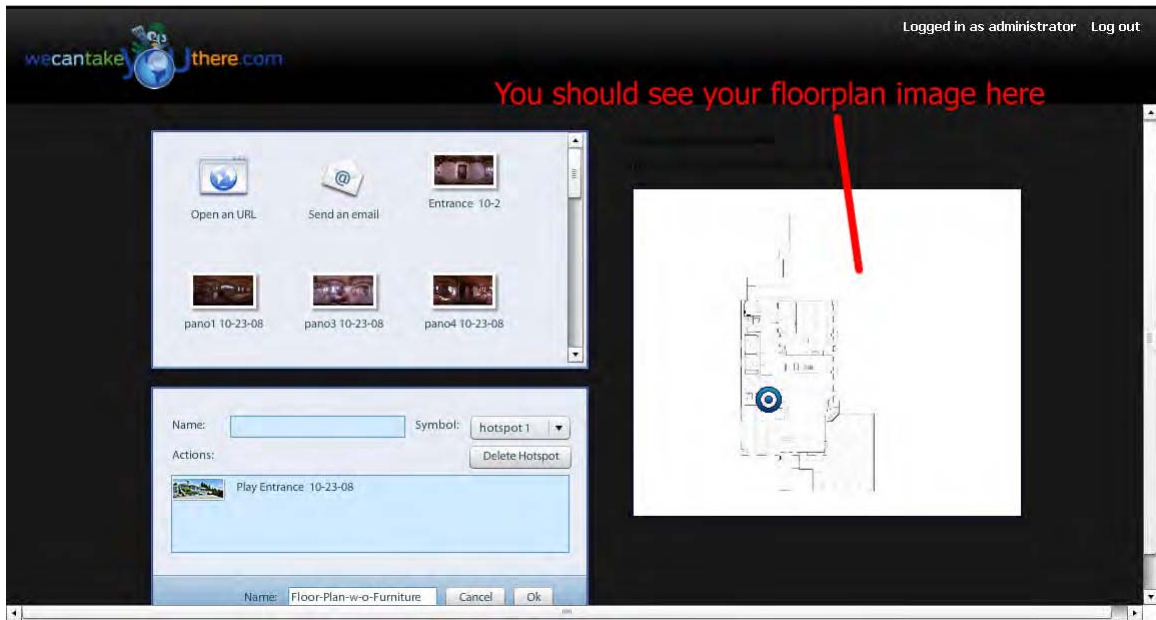 Logged in as administrator Log out
wecantakeyouthere.com
You should see your floorplan image here
Open an URL
Send an email
Entrance 10-2
pano1 10-23-08
pano3 10-23-08
pano4 10-23-08
Name:
Symbol:
hotspot 1
Actions:
Delete Hotspot
Play Entrance 10-23-08
Name: Floor-Plan-w-o-Furniture
Cancel
Ok